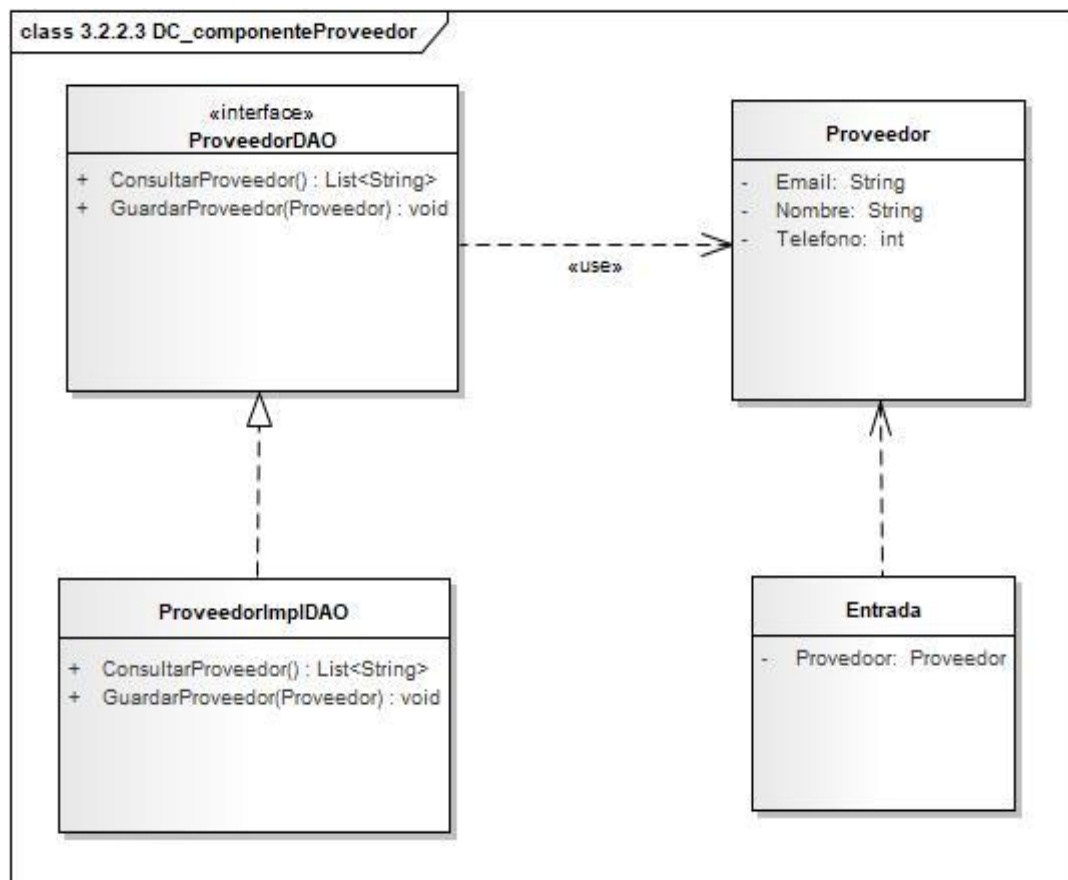 class 3.2.2.3 DC_componenteProveedor
«interface»
ProveedorDAO
+ ConsultarProveedor() : List<String>
+ GuardarProveedor(Proveedor) : void
Proveedor
- Email: String
- Nombre: String
- Telefono: int
«use»
ProveedorImplDAO
+ ConsultarProveedor() : List<String>
+ GuardarProveedor(Proveedor) : void
Entrada
- Provedoor: Proveedor